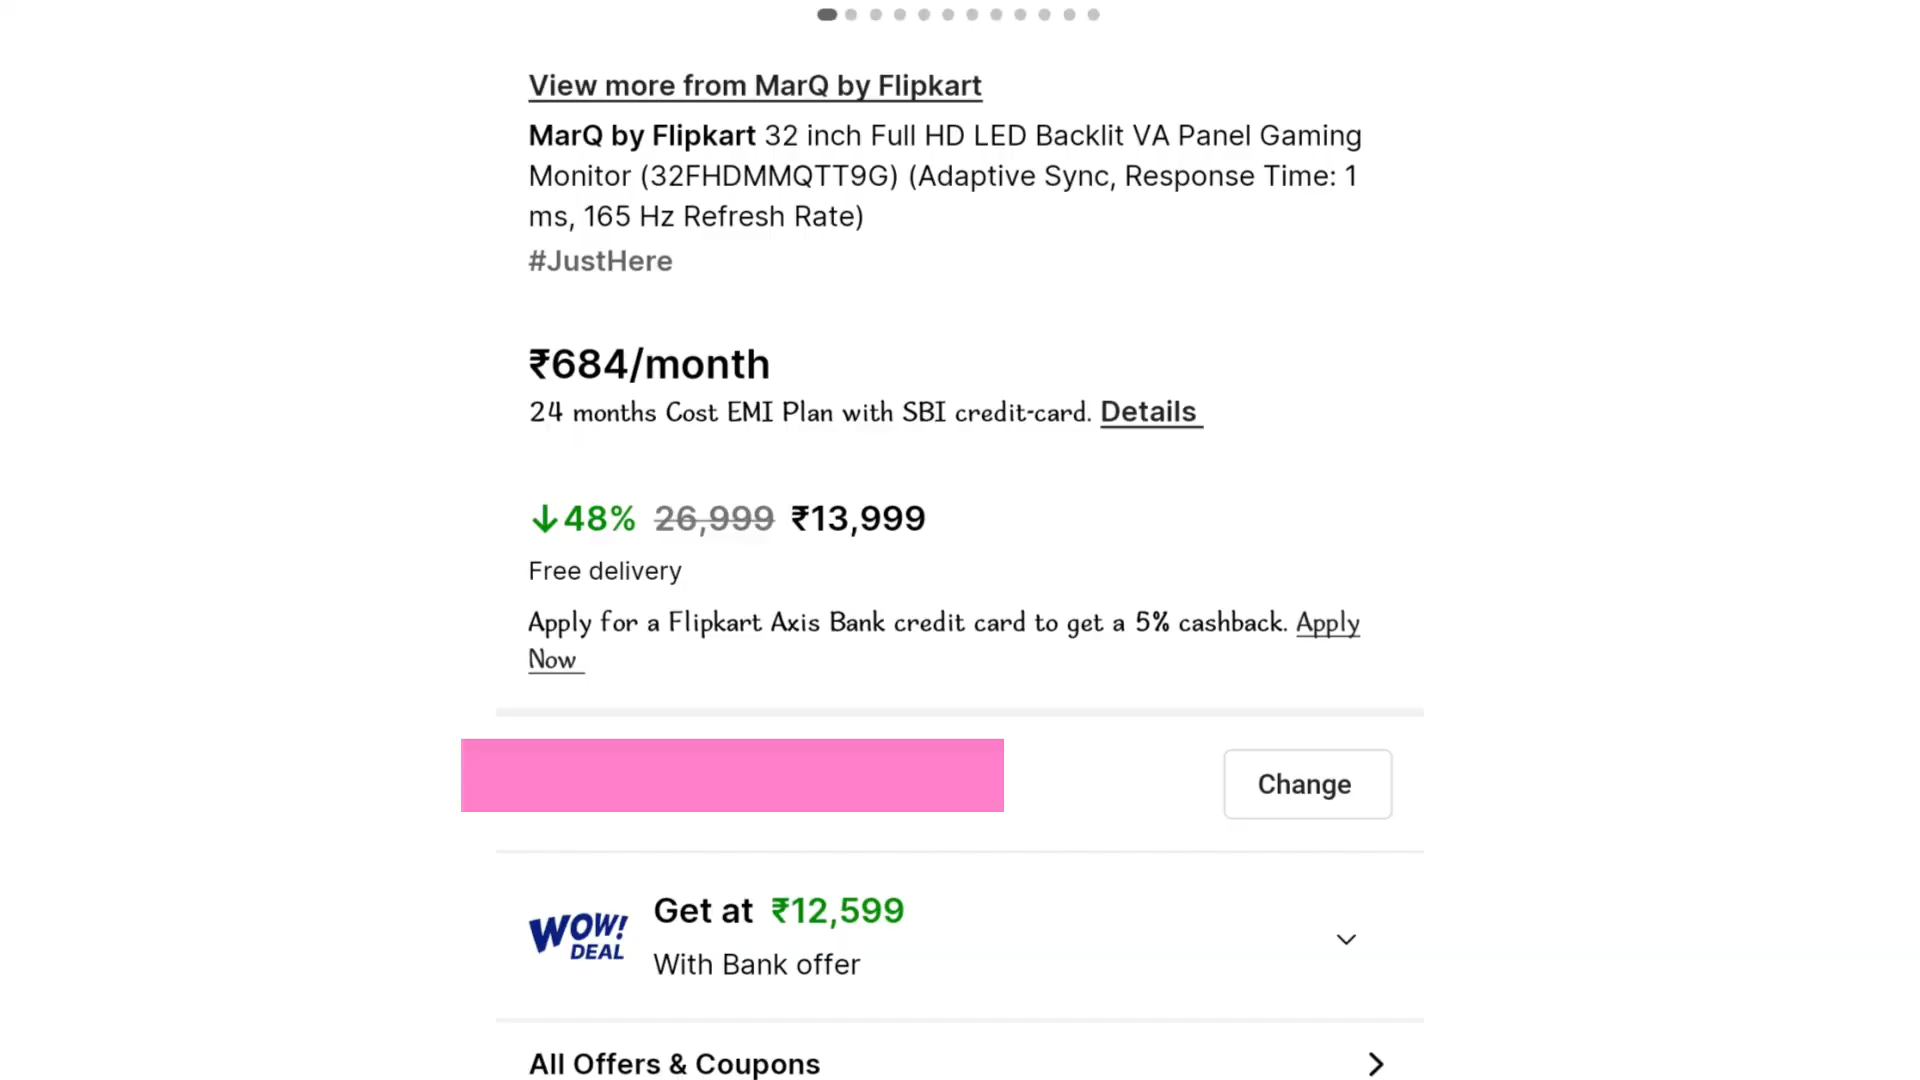 View more from MarQ by Flipkart
MarQ by Flipkart 32 inch Full HD LED Backlit VA Panel Gaming
Monitor (32FHDMMQTT9G) (Adaptive Sync, Response Time: 1
ms, 165 Hz Refresh Rate)
#JustHere
₹684/month
24 months Cost EMI Plan with SBI credit-card. Details
↓48% 26,999 ₹13,999
Free delivery
Apply for a Flipkart Axis Bank credit card to get a 5% cashback. Apply
Now
Change
WOW!
DEAL
Get at ₹12,599
With Bank offer
All Offers & Coupons